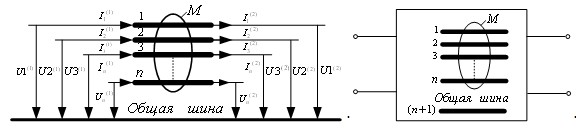 M
I₁⁽¹⁾ 1 I₁⁽²⁾
I₂⁽¹⁾ 2 I₂⁽²⁾
I₃⁽¹⁾ 3 I₃⁽²⁾
Iₙ⁽¹⁾ n Iₙ⁽²⁾
U1⁽¹⁾ U2⁽¹⁾ U3⁽¹⁾ U3⁽²⁾ U2⁽²⁾ U1⁽²⁾
Uₙ⁽¹⁾ Uₙ⁽²⁾
Общая шина
M
1
2
3
n
Общая шина
(n+1)